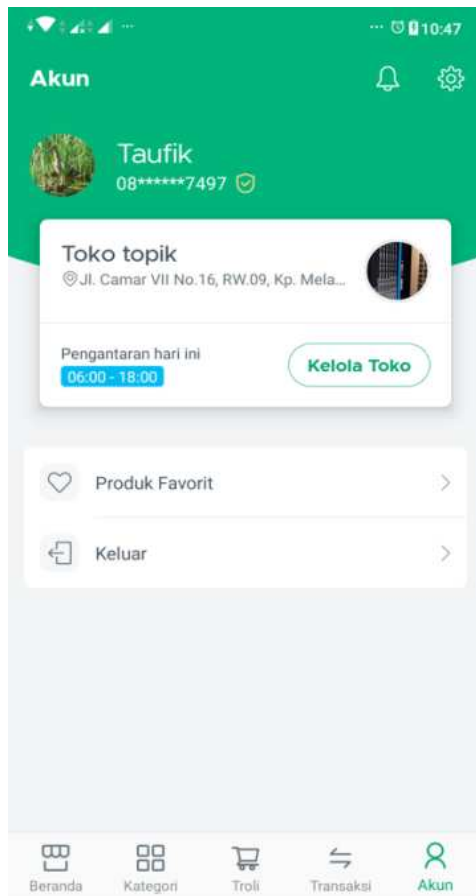 10:47
Akun
Taufik
08******7497
Toko topik
Jl. Camar VII No.16, RW.09, Kp. Mela...
Pengantaran hari ini
06:00 - 18:00
Kelola Toko
Produk Favorit
Keluar
Beranda
Kategori
Troli
Transaksi
Akun